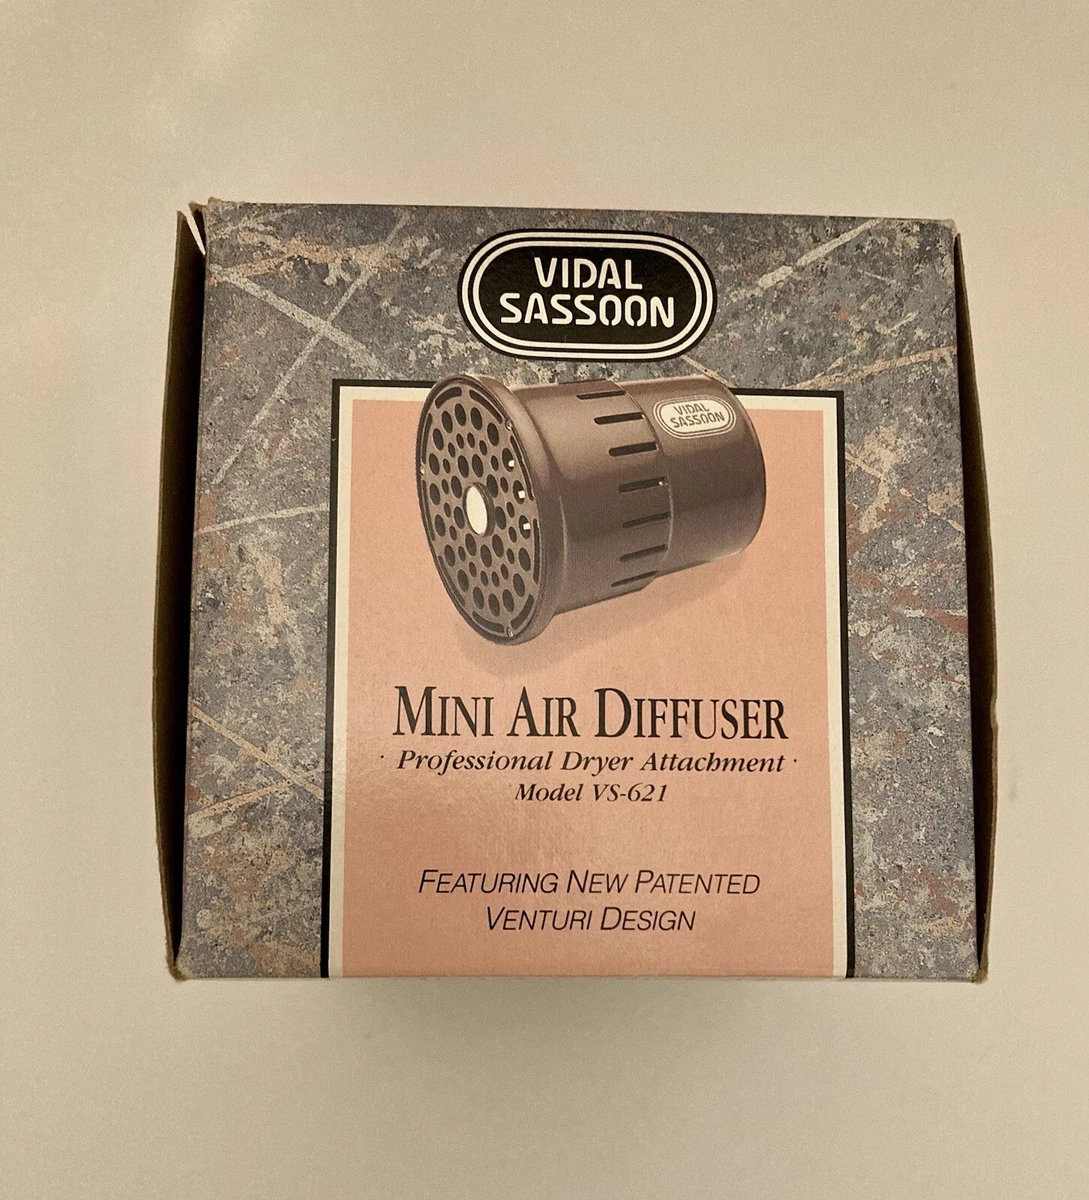 VIDAL
SASSOON
VIDAL
SASSOON
MINI AIR DIFFUSER
· Professional Dryer Attachment ·
Model VS-621
FEATURING NEW PATENTED
VENTURI DESIGN